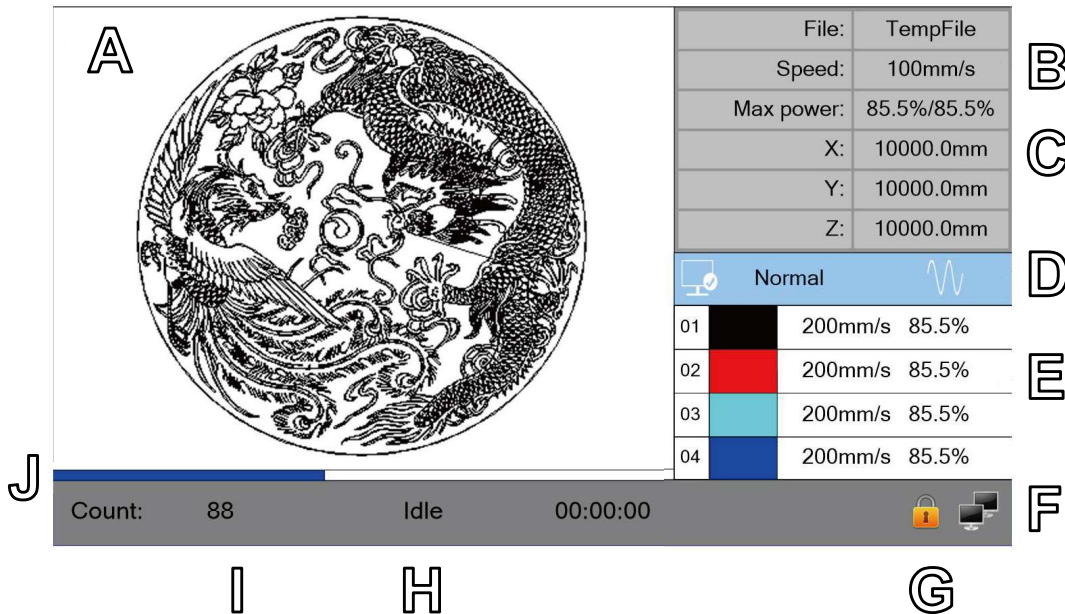 A
File: TempFile
B
Speed: 100mm/s
Max power: 85.5%/85.5%
C
X: 10000.0mm
Y: 10000.0mm
Z: 10000.0mm
D
Normal
01 200mm/s 85.5%
02 200mm/s 85.5%
E
03 200mm/s 85.5%
04 200mm/s 85.5%
J
Count: 88 Idle 00:00:00
F
I H G